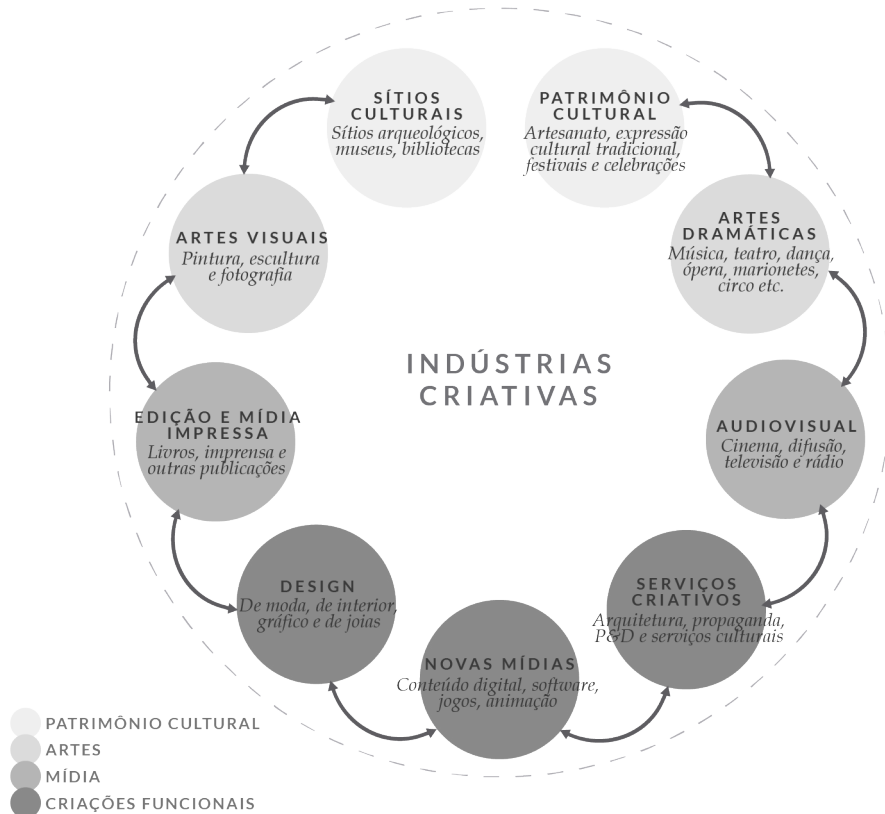 SÍTIOS
CULTURAIS
Sítios arqueológicos,
museus, bibliotecas
PATRIMÔNIO
CULTURAL
Artesanato, expressão
cultural tradicional,
festivais e celebrações
ARTES VISUAIS
Pintura, escultura
e fotografia
ARTES
DRAMÁTICAS
Música, teatro, dança,
ópera, marionetes,
circo etc.
INDÚSTRIAS
CRIATIVAS
EDIÇÃO E MÍDIA
IMPRESSA
Livros, imprensa e
outras publicações
AUDIOVISUAL
Cinema, difusão,
televisão e rádio
DESIGN
De moda, de interior,
gráfico e de joias
SERVIÇOS
CRIATIVOS
Arquitetura, propaganda,
P&D e serviços culturais
NOVAS MÍDIAS
Conteúdo digital, software,
jogos, animação
PATRIMÔNIO CULTURAL
ARTES
MÍDIA
CRIAÇÕES FUNCIONAIS